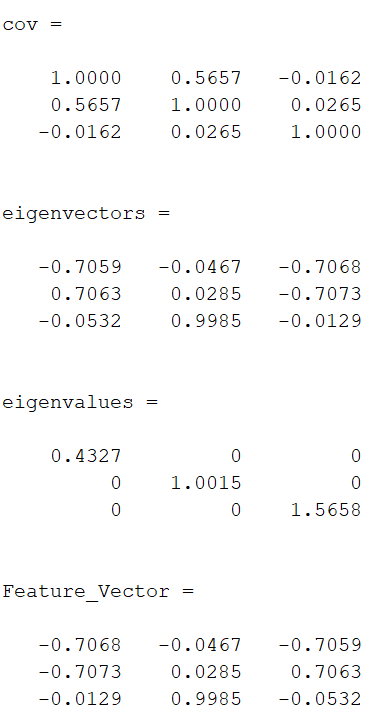 cov =
1.0000 0.5657 -0.0162
0.5657 1.0000 0.0265
-0.0162 0.0265 1.0000
eigenvectors =
-0.7059 -0.0467 -0.7068
0.7063 0.0285 -0.7073
-0.0532 0.9985 -0.0129
eigenvalues =
0.4327 0 0
0 1.0015 0
0 0 1.5658
Feature_Vector =
-0.7068 -0.0467 -0.7059
-0.7073 0.0285 0.7063
-0.0129 0.9985 -0.0532